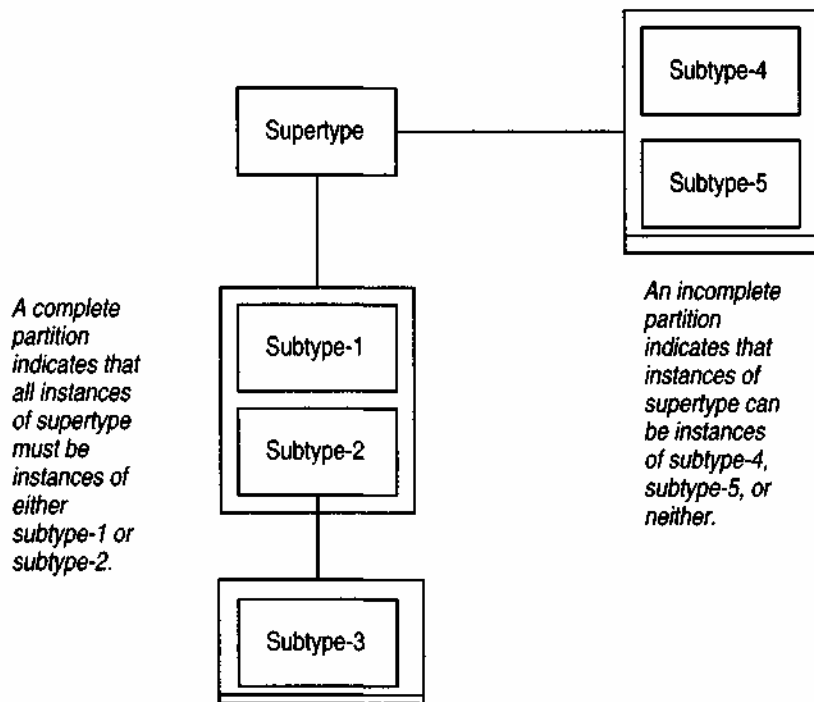 Subtype-4
Supertype
Subtype-5
A complete
partition
indicates that
all instances
of supertype
must be
instances of
either
subtype-1 or
subtype-2.
Subtype-1
Subtype-2
Subtype-3
An incomplete
partition
indicates that
instances of
supertype can
be instances
of subtype-4,
subtype-5, or
neither.